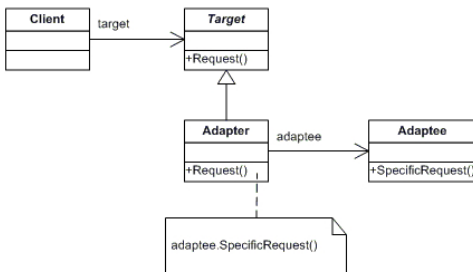 Client
target
Target
+Request()
Adapter
adaptee
Adaptee
+Request()
+SpecificRequest()
adaptee.SpecificRequest()